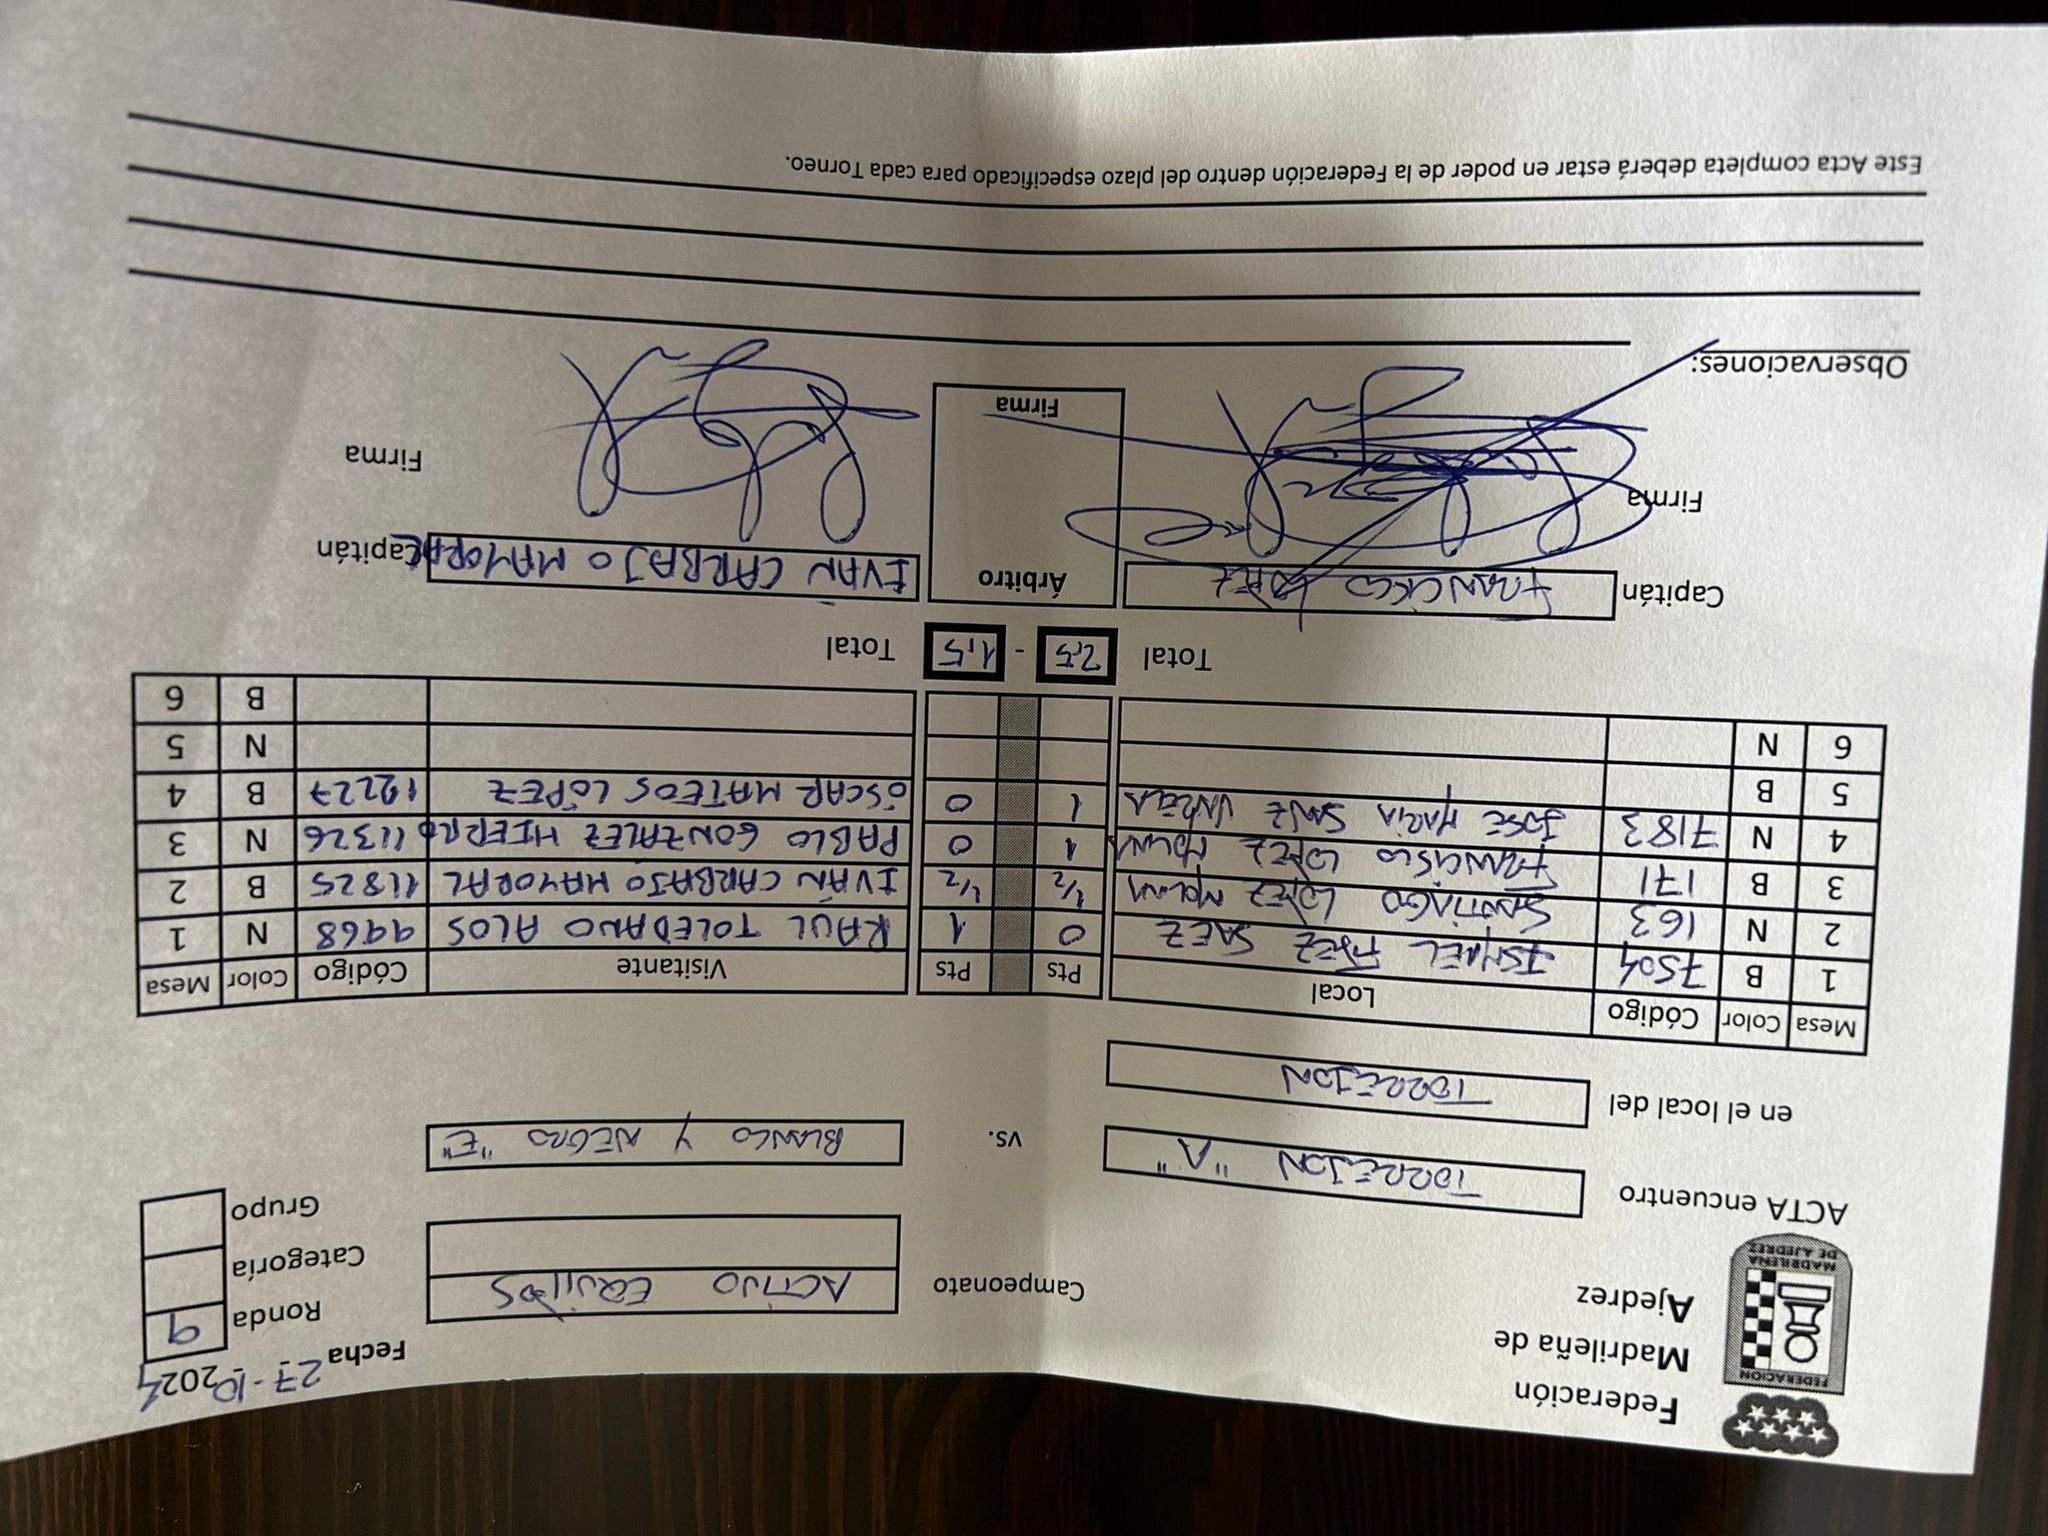 FEDERACION
MADRILEÑA
DE AJEDREZ
Federación
Madrileña de
Ajedrez
Fecha 27-10-2024
Ronda 9
Categoría
Grupo
Campeonato ACTIVO EQUIPOS
ACTA encuentro TORREJON "A" vs. BLANCO Y NEGRO "E"
en el local del TORREJON
Mesa Color Código Local Pts Pts Visitante Código Color Mesa
1 B 7504 ISMAEL FÍJEZ SAEZ 0 1 RAUL TOLEDANO ALOS 9968 N 1
2 N 163 SANTIAGO LÓPEZ MOLINA 1/2 1/2 IVÁN CARBAJO MAYORAL 11825 B 2
3 B 171 FRANCISCO LÓPEZ MOLINA 1 0 PABLO GONZÁLEZ HIERRO 11326 N 3
4 N 7183 JOSE MARIA SANZ VARELA 1 0 ÓSCAR MATEOS LÓPEZ 12227 B 4
5 B N 5
6 N B 6
Total 2,5 - 1,5 Total
Capitán FRANCISCO LÓPEZ Árbitro IVÁN CARBAJO MAYORAL Capitán
Firma Firma Firma
Observaciones:
Este Acta completa deberá estar en poder de la Federación dentro del plazo especificado para cada Torneo.